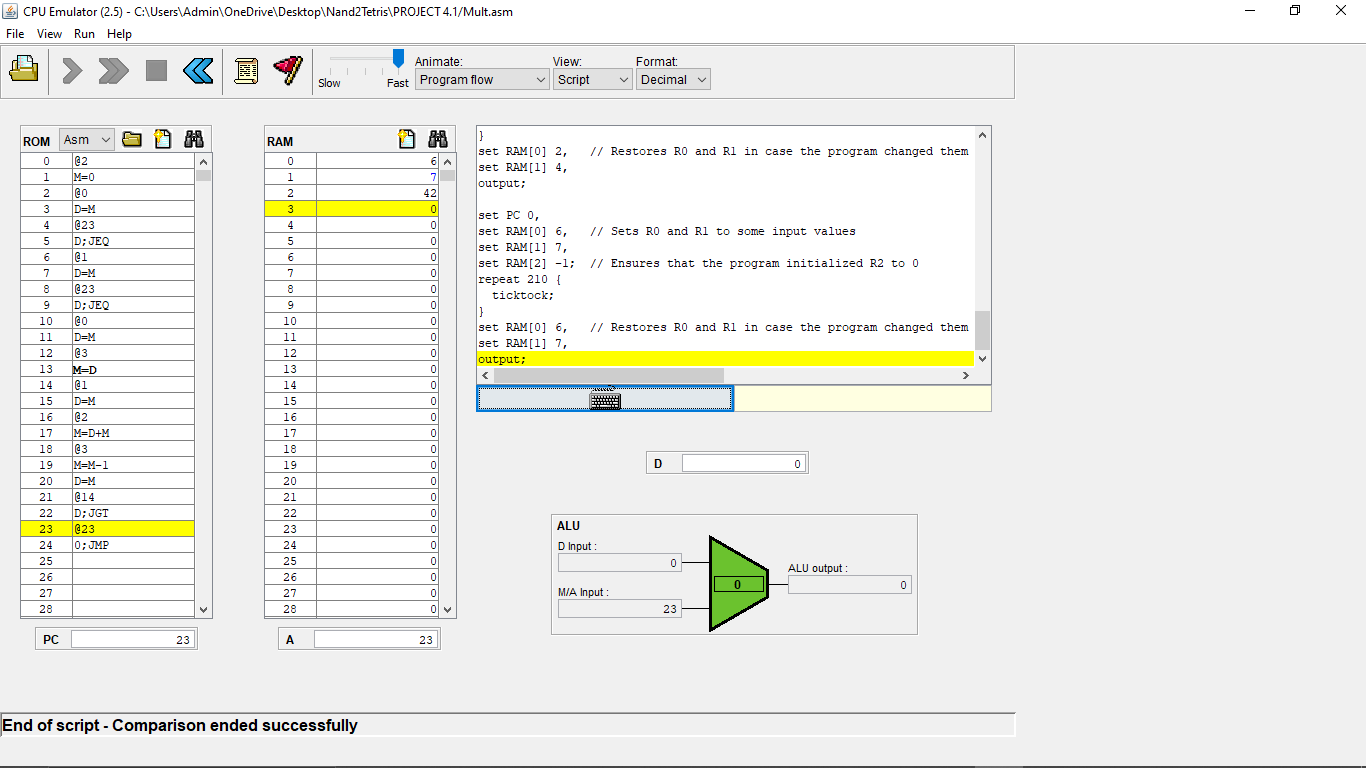 CPU Emulator (2.5) - C:\Users\Admin\OneDrive\Desktop\Nand2Tetris\PROJECT 4.1/Mult.asm
File View Run Help
Slow Fast
Animate: View: Format:
Program flow Script Decimal
ROM Asm
0 @2
1 M=0
2 @0
3 D=M
4 @23
5 D;JEQ
6 @1
7 D=M
8 @23
9 D;JEQ
10 @0
11 D=M
12 @3
13 M=D
14 @1
15 D=M
16 @2
17 M=D+M
18 @3
19 M=M-1
20 D=M
21 @14
22 D;JGT
23 @23
24 0;JMP
25
26
27
28
PC 23
RAM
0 6
1 7
2 42
3 0
4 0
5 0
6 0
7 0
8 0
9 0
10 0
11 0
12 0
13 0
14 0
15 0
16 0
17 0
18 0
19 0
20 0
21 0
22 0
23 0
24 0
25 0
26 0
27 0
28 0
A 23
}
set RAM[0] 2,   // Restores R0 and R1 in case the program changed them
set RAM[1] 4,
output;
set PC 0,
set RAM[0] 6,   // Sets R0 and R1 to some input values
set RAM[1] 7,
set RAM[2] -1;  // Ensures that the program initialized R2 to 0
repeat 210 {
  ticktock;
}
set RAM[0] 6,   // Restores R0 and R1 in case the program changed them
set RAM[1] 7,
output;
D 0
ALU
D Input : 0
M/A Input : 23
0
ALU output : 0
End of script - Comparison ended successfully